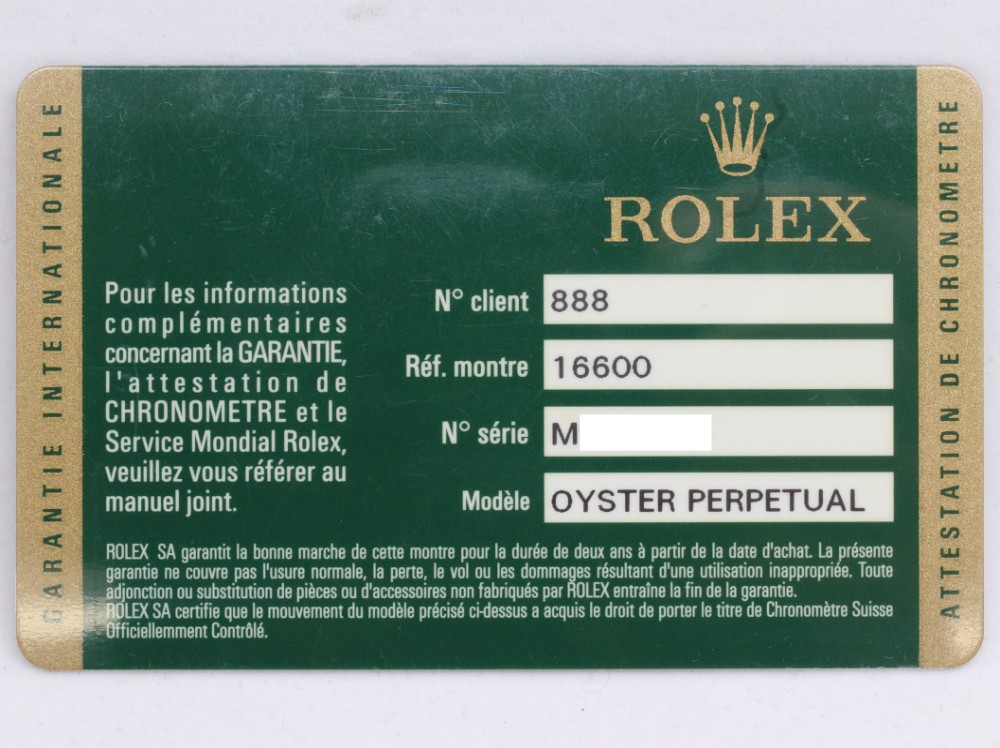 GARANTIE INTERNATIONALE
ROLEX
Pour les informations
complémentaires
concernant la GARANTIE,
l'attestation de
CHRONOMETRE et le
Service Mondial Rolex,
veuillez vous référer au
manuel joint.
N° client 888
Réf. montre 16600
N° série M
Modèle OYSTER PERPETUAL
ROLEX SA garantit la bonne marche de cette montre pour la durée de deux ans à partir de la date d'achat. La présente
garantie ne couvre pas l'usure normale, la perte, le vol ou les dommages résultant d'une utilisation inappropriée. Toute
adjonction ou substitution de pièces ou d'accessoires non fabriqués par ROLEX entraîne la fin de la garantie.
ROLEX SA certifie que le mouvement du modèle précisé ci-dessus a acquis le droit de porter le titre de Chronomètre Suisse
Officiellemment Contrôlé.
ATTESTATION DE CHRONOMETRE